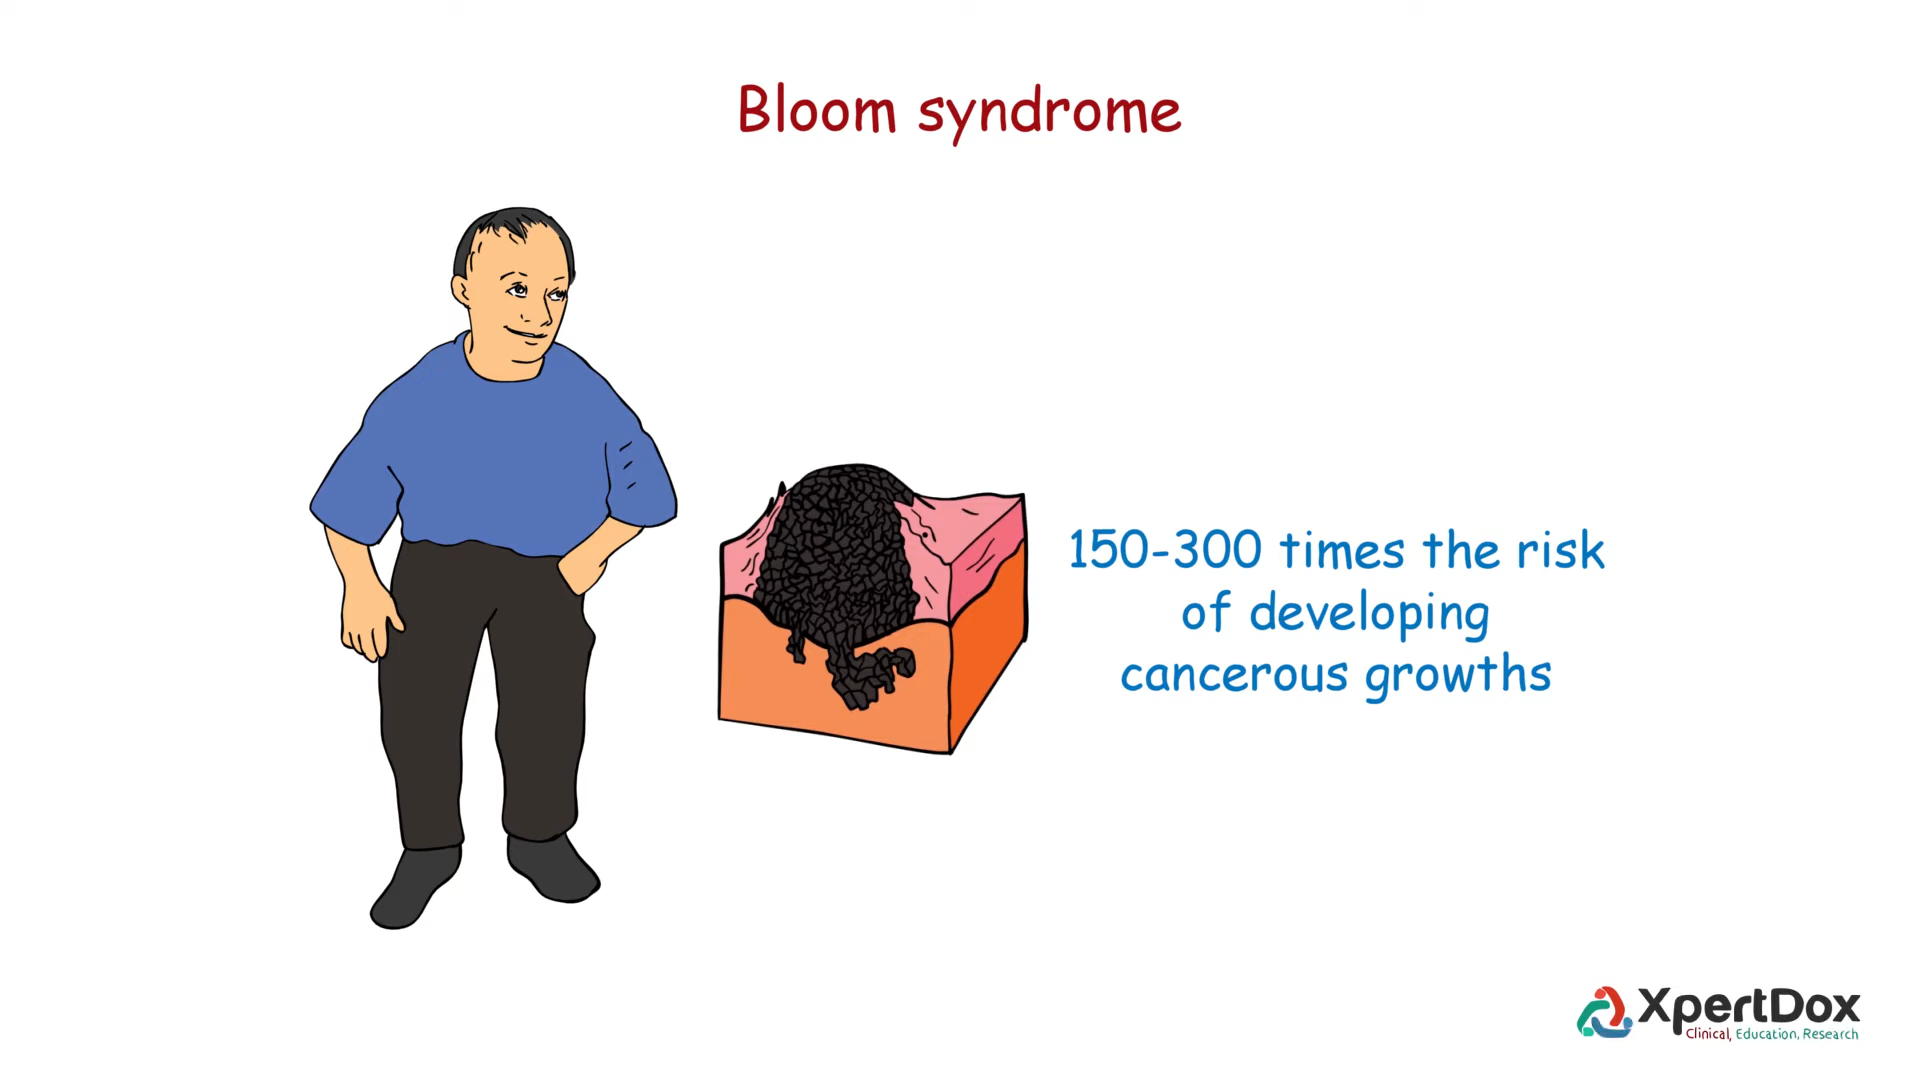 Bloom syndrome
150-300 times the risk
of developing
cancerous growths
XpertDox
Clinical, Education, Research